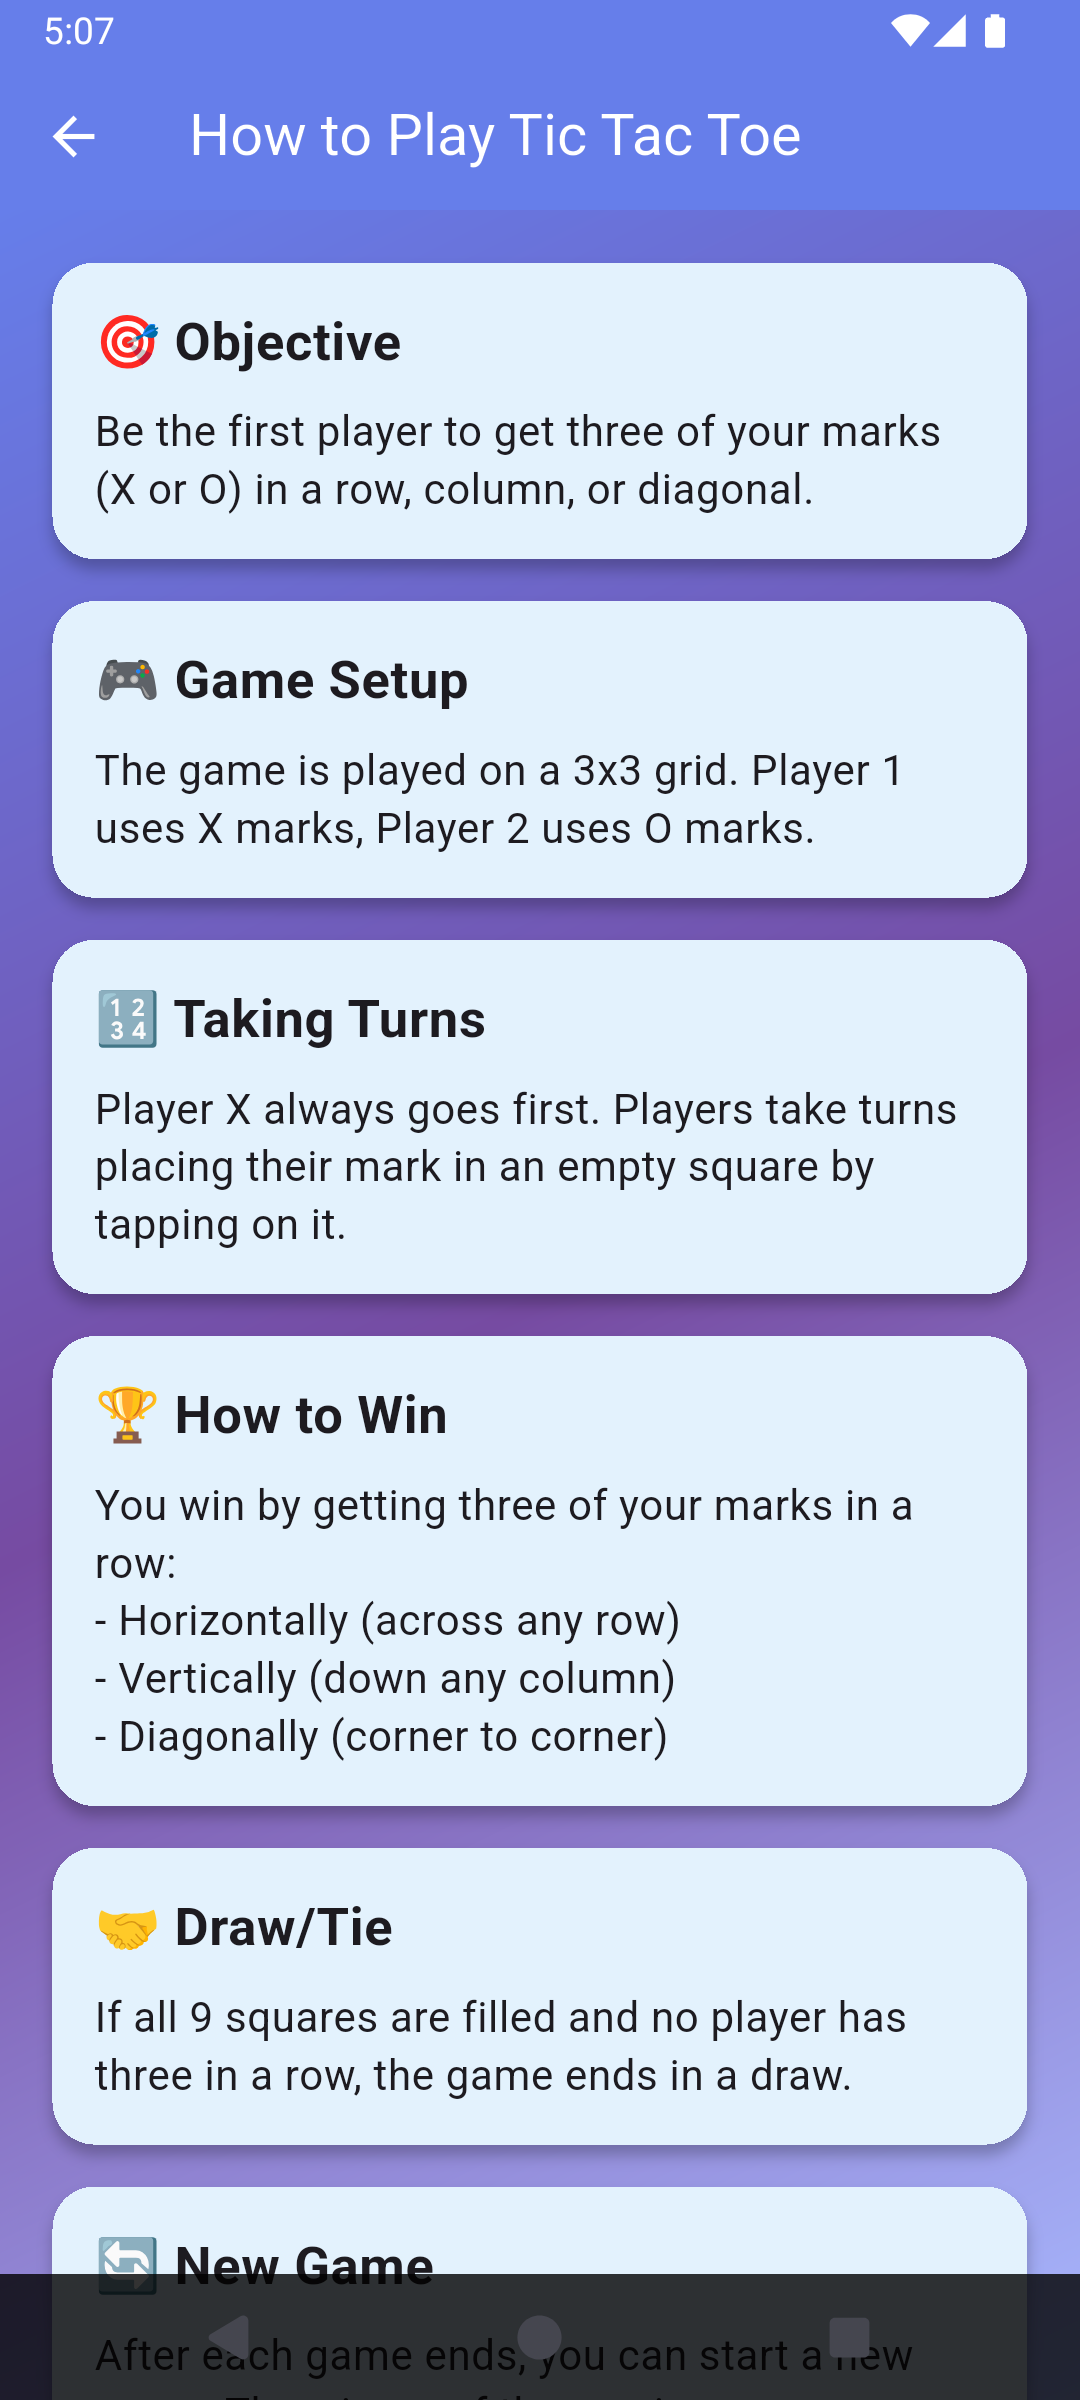 5:07
How to Play Tic Tac Toe
🎯 Objective
Be the first player to get three of your marks
(X or O) in a row, column, or diagonal.
🎮 Game Setup
The game is played on a 3x3 grid. Player 1
uses X marks, Player 2 uses O marks.
🔢 Taking Turns
Player X always goes first. Players take turns
placing their mark in an empty square by
tapping on it.
🏆 How to Win
You win by getting three of your marks in a
row:
- Horizontally (across any row)
- Vertically (down any column)
- Diagonally (corner to corner)
🤝 Draw/Tie
If all 9 squares are filled and no player has
three in a row, the game ends in a draw.
🔄 New Game
After each game ends, you can start a new